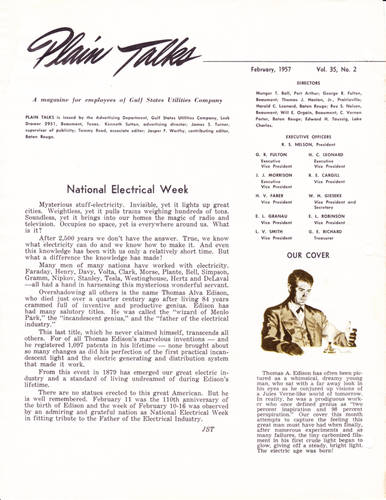 Plain Talks
A magazine for employees of Gulf States Utilities Company
PLAIN TALKS is issued by the Advertising Department, Gulf States Utilities Company, Lock
Drawer 2951, Beaumont, Texas. Kenneth Sutton, advertising director; James S. Turner,
supervisor of publicity; Tommy Reed, associate editor; Jasper F. Worthy, contributing editor,
Baton Rouge.
National Electrical Week
Mysterious stuff-electricity. Invisible, yet it lights up great
cities. Weightless, yet it pulls trains weighing hundreds of tons.
Soundless, yet it brings into our homes the magic of radio and
television. Occupies no space, yet is everywhere around us. What
is it?
After 2,500 years we don't have the answer. True, we know
what electricity can do and we know how to make it. And even
this knowledge has been with us only a relatively short time. But
what a difference the knowledge has made!
Many men of many nations have worked with electricity.
Faraday, Henry, Davy, Volta, Clark, Morse, Plante, Bell, Simpson,
Gramm, Nipkov, Stanley, Tesla, Westinghouse, Hertz and DeLaval
—all had a hand in harnessing this mysterious wonderful servant.
Overshadowing all others is the name Thomas Alva Edison,
who died just over a quarter century ago after living 84 years
crammed full of inventive and productive genius. Edison has
had many salutory titles. He was called the "wizard of Menlo
Park," the "incandescent genius," and "the father of the electrical
industry."
This last title, which he never claimed himself, transcends all
others. For of all Thomas Edison's marvelous inventions — and
he registered 1,097 patents in his lifetime — none brought about
so many changes as did his perfection of the first practical incan-
descent light and the electric generating and distribution system
that made it work.
From this event in 1879 has emerged our great electric in-
dustry and a standard of living undreamed of during Edison's
lifetime.
There are no statues erected to this great American. But he
is well remembered. February 11 was the 110th anniversary of
the birth of Edison and the week of February 10-16 was observed
by an admiring and grateful nation as National Electrical Week
in fitting tribute to the Father of the Electrical Industry.
JST
February, 1957 Vol. 35, No. 2
DIRECTORS
Munger T. Ball, Port Arthur; George R. Fulton,
Beaumont; Thomas J. Henton, Jr., Prairieville;
Harold C. Leonard, Baton Rouge; Roy S. Nelson,
Beaumont; Will E. Orgain, Beaumont; C. Vernon
Porter, Baton Rouge; Edward H. Taussig, Lake
Charles.
EXECUTIVE OFFICERS
R. S. NELSON, President
G. R. FULTON H. C. LEONARD
Executive Executive
Vice President Vice President
J. J. MORRISON R. E. CARGILL
Executive Vice President
Vice President
H. V. FABER W. H. GIESEKE
Vice President Vice President and
Secretary
E. L. GRANAU E. L. ROBINSON
Vice President Vice President
L. V. SMITH G. E. RICHARD
Vice President Treasurer
OUR COVER
Thomas A. Edison has often been pic-
tured as a whimsical, dreamy young
man, who sat with a far away look in
his eyes as he conjured up visions of
a Jules Verne-like world of tomorrow.
In reality, he was a prodigious work-
er who once defined genius as "two
percent inspiration and 98 percent
perspiration." Our cover this month
attempts to capture the feeling this
great man must have had when finally,
after numerous experiments and as
many failures, the tiny carbonized fila-
ment in his first crude light began to
glow, giving off a steady, bright light.
The electric age was born!